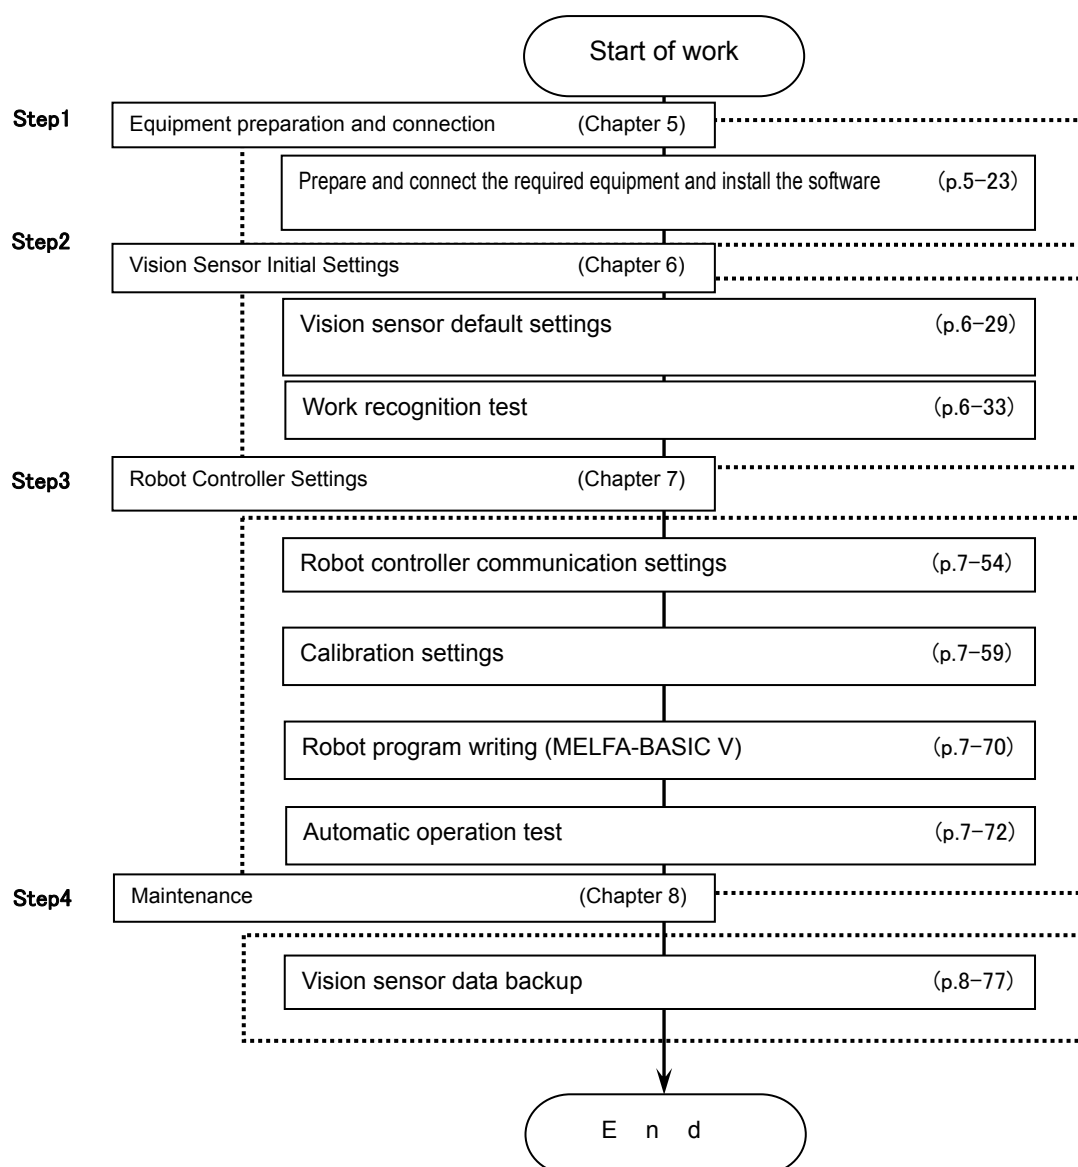 Start of work
Step1
Equipment preparation and connection (Chapter 5)
Prepare and connect the required equipment and install the software (p.5-23)
Step2
Vision Sensor Initial Settings (Chapter 6)
Vision sensor default settings (p.6-29)
Work recognition test (p.6-33)
Step3
Robot Controller Settings (Chapter 7)
Robot controller communication settings (p.7-54)
Calibration settings (p.7-59)
Robot program writing (MELFA-BASIC V) (p.7-70)
Automatic operation test (p.7-72)
Step4
Maintenance (Chapter 8)
Vision sensor data backup (p.8-77)
E n d